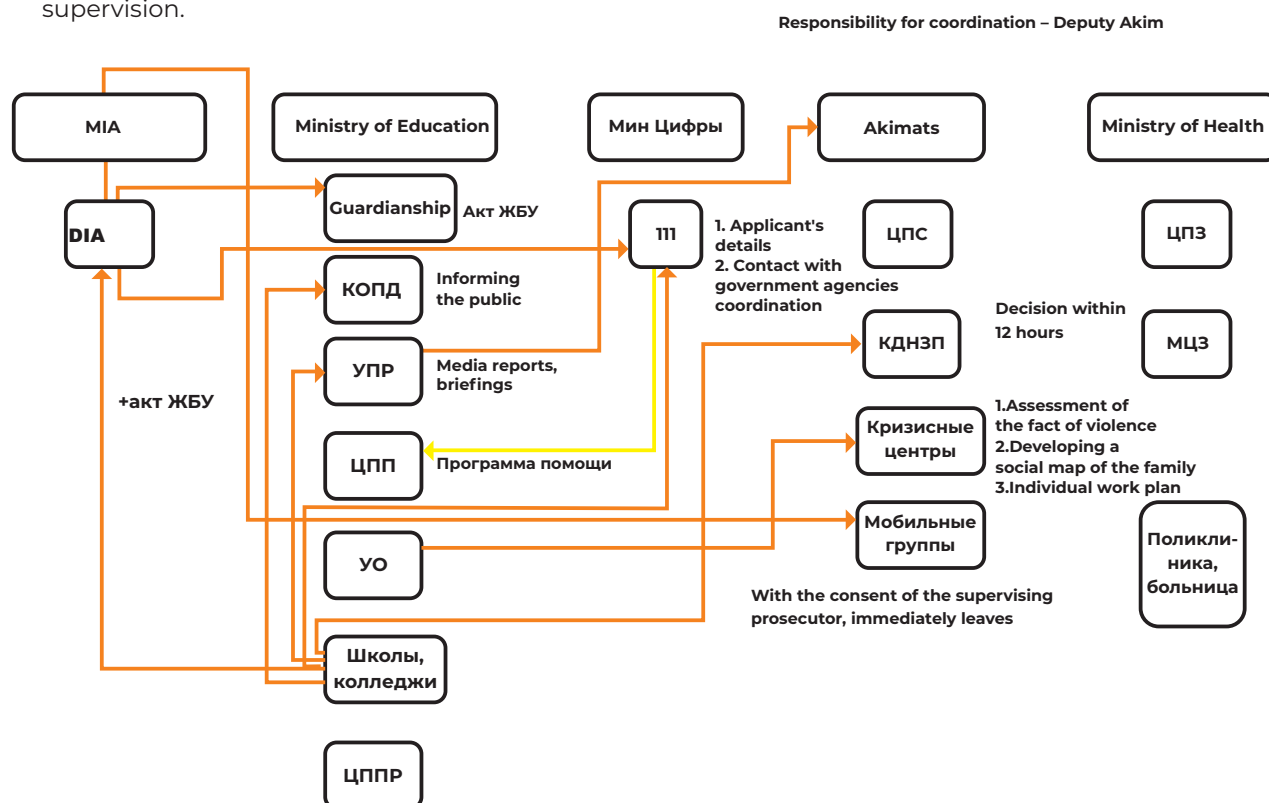 supervision.
Responsibility for coordination – Deputy Akim
MIA
Ministry of Education
Мин Цифры
Akimats
Ministry of Health
DIA
Guardianship
Акт ЖБУ
111
1. Applicant's
details
2. Contact with
government agencies
coordination
ЦПС
ЦПЗ
КОПД
Informing
the public
УПР
Media reports,
briefings
КДНЗП
Decision within
12 hours
МЦЗ
+акт ЖБУ
ЦПП
Программа помощи
Кризисные
центры
1.Assessment of
the fact of violence
2.Developing a
social map of the family
3.Individual work plan
УО
Мобильные
группы
Поликли-
ника,
больница
With the consent of the supervising
prosecutor, immediately leaves
Школы,
колледжи
ЦППР